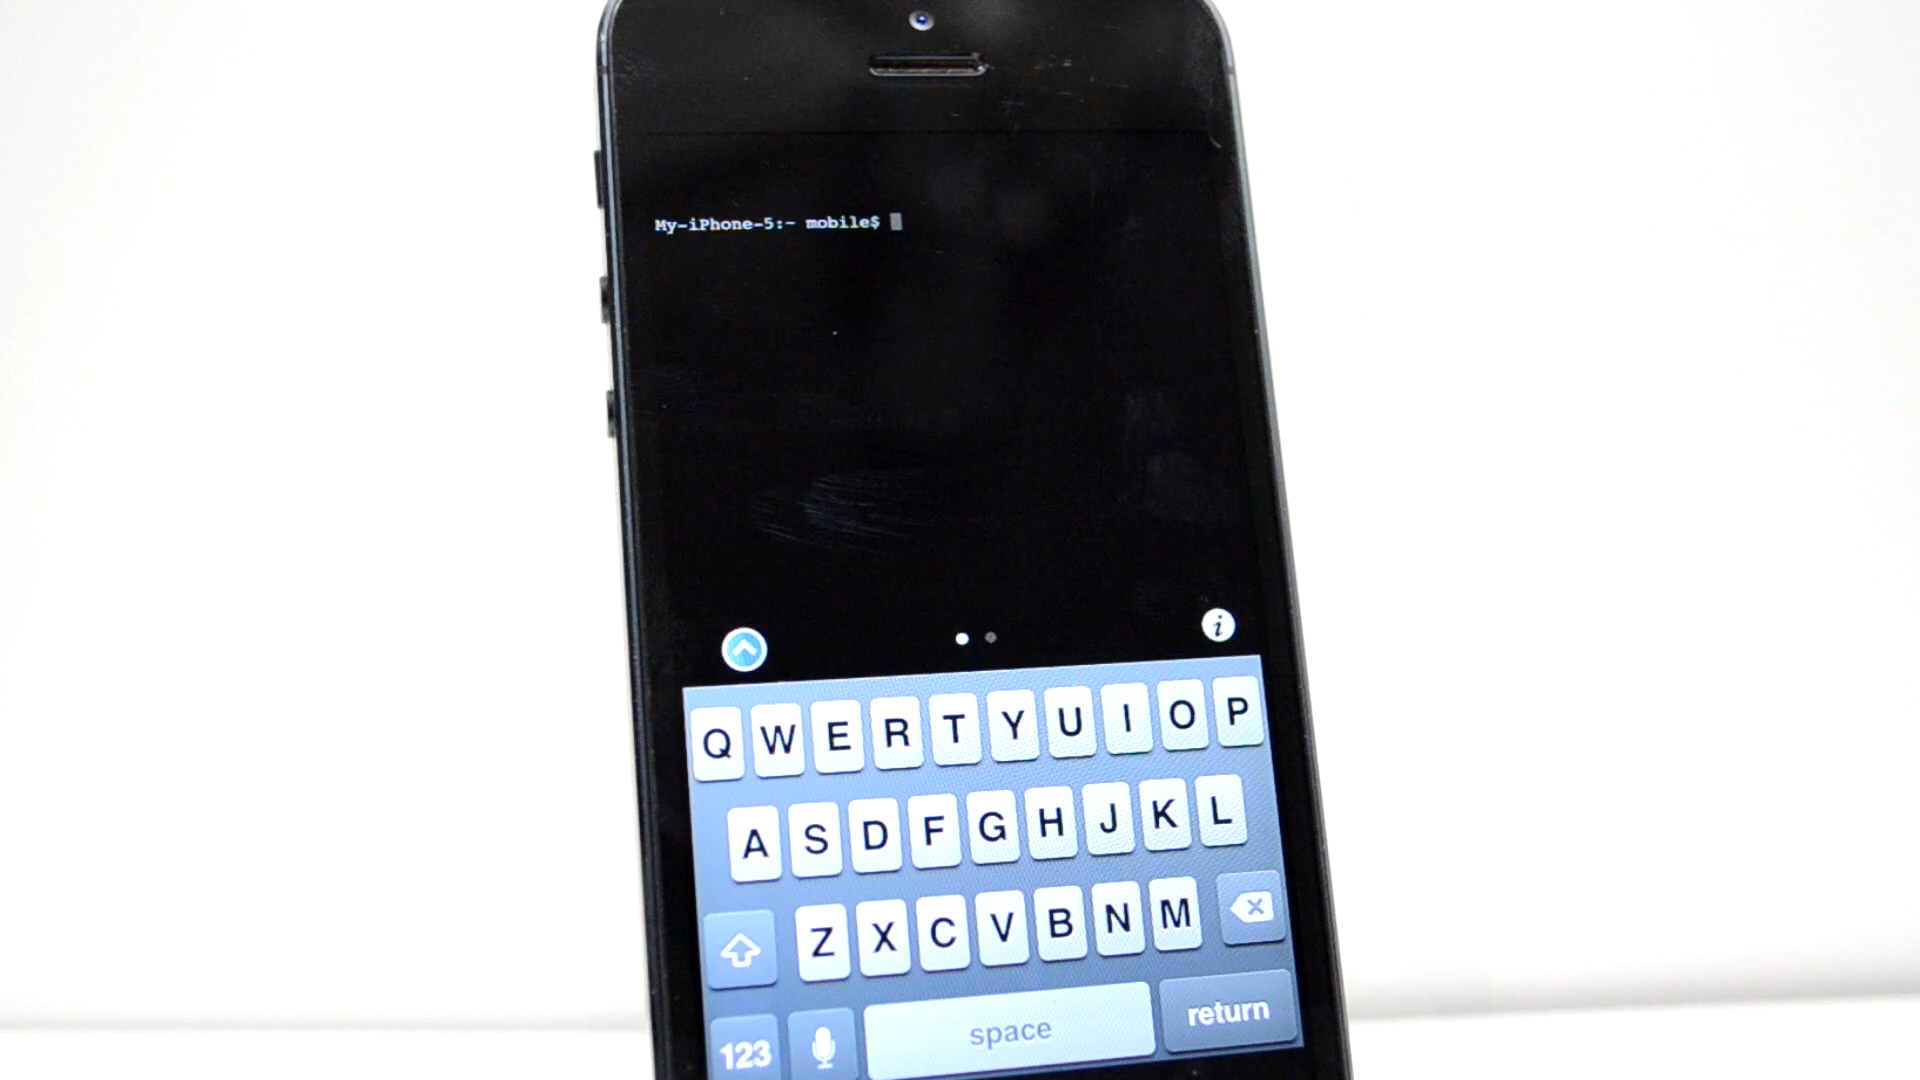 My-iPhone-5:~ mobile$
i
Q W E R T Y U I O P
A S D F G H J K L
Z X C V B N M
123 space return